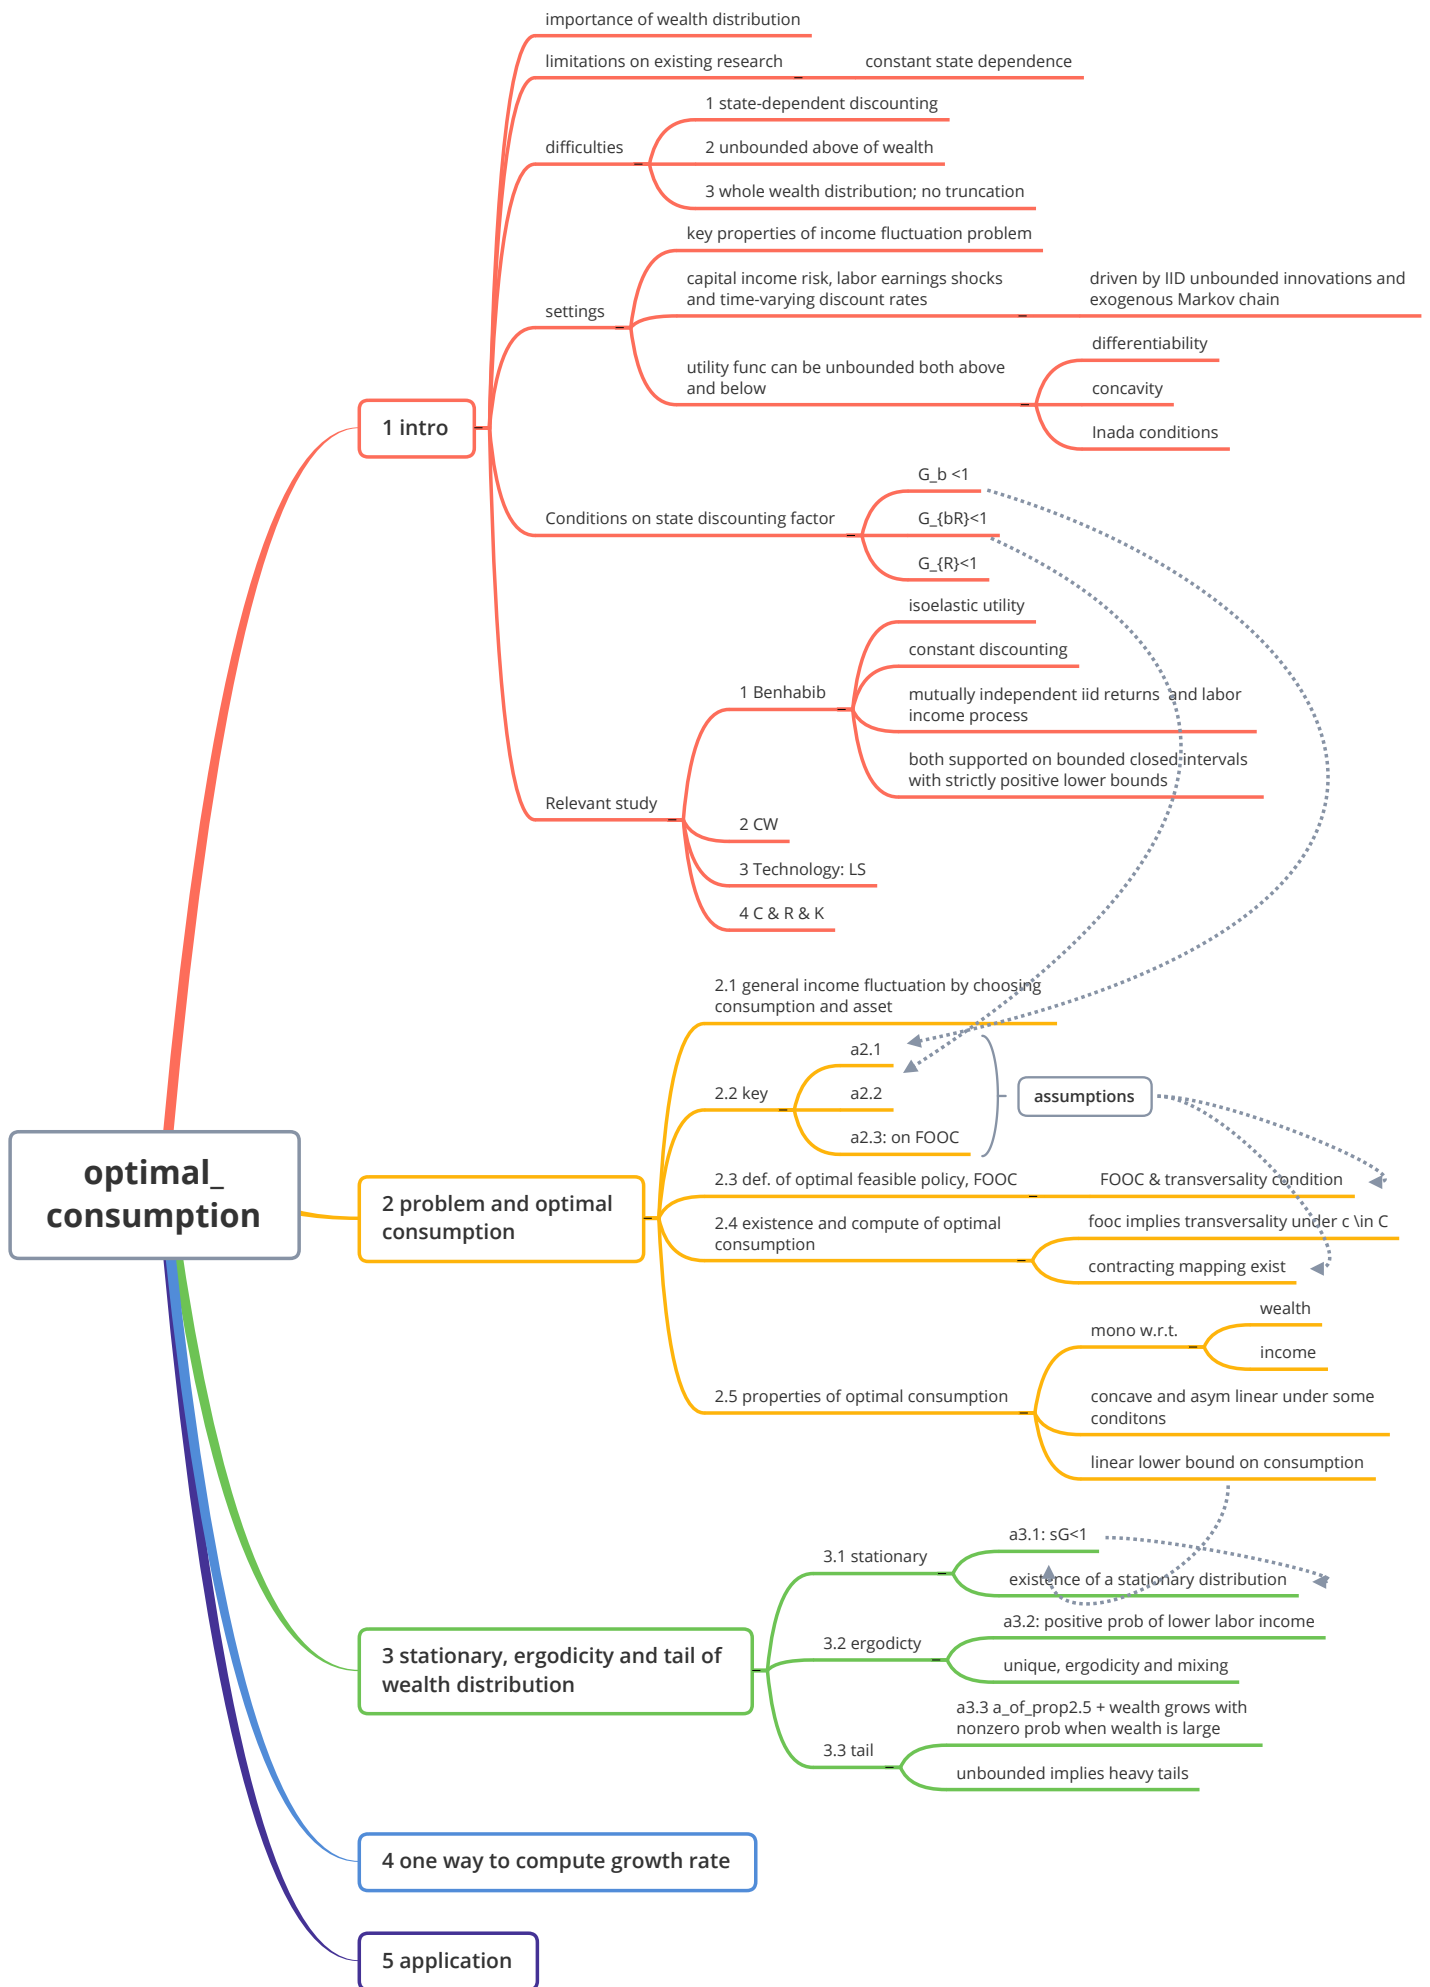 optimal_
consumption
1 intro
importance of wealth distribution
limitations on existing research
constant state dependence
difficulties
1 state-dependent discounting
2 unbounded above of wealth
3 whole wealth distribution; no truncation
settings
key properties of income fluctuation problem
capital income risk, labor earnings shocks
and time-varying discount rates
driven by IID unbounded innovations and
exogenous Markov chain
utility func can be unbounded both above
and below
differentiability
concavity
Inada conditions
Conditions on state discounting factor
G_b <1
G_{bR}<1
G_{R}<1
Relevant study
1 Benhabib
isoelastic utility
constant discounting
mutually independent iid returns  and labor
income process
both supported on bounded closed intervals
with strictly positive lower bounds
2 CW
3 Technology: LS
4 C & R & K
2 problem and optimal
consumption
2.1 general income fluctuation by choosing
consumption and asset
2.2 key
a2.1
a2.2
a2.3: on FOOC
assumptions
2.3 def. of optimal feasible policy, FOOC
FOOC & transversality condition
2.4 existence and compute of optimal
consumption
fooc implies transversality under c \in C
contracting mapping exist
2.5 properties of optimal consumption
mono w.r.t.
wealth
income
concave and asym linear under some
conditons
linear lower bound on consumption
3 stationary, ergodicity and tail of
wealth distribution
3.1 stationary
a3.1: sG<1
existence of a stationary distribution
3.2 ergodicty
a3.2: positive prob of lower labor income
unique, ergodicity and mixing
3.3 tail
a3.3 a_of_prop2.5 + wealth grows with
nonzero prob when wealth is large
unbounded implies heavy tails
4 one way to compute growth rate
5 application